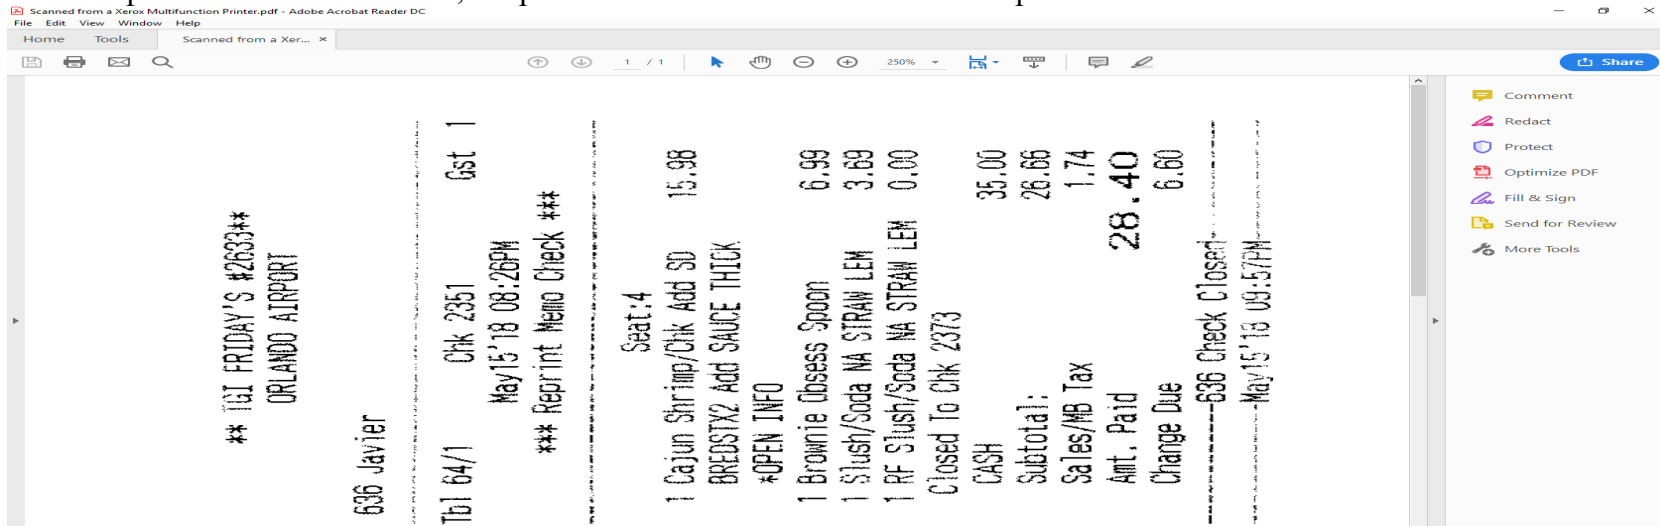 Scanned from a Xerox Multifunction Printer.pdf - Adobe Acrobat Reader DC
File Edit View Window Help
Home Tools Scanned from a Xer... ×
1 / 1 250% Share
Comment
Redact
Protect
Optimize PDF
Fill & Sign
Send for Review
More Tools
** TGI FRIDAY'S #2633**
ORLANDO AIRPORT
636 Javier
Tbl 64/1 Chk 2351 Gst 1
May15'18 08:26PM
*** Reprint Memo Check ***
Seat:4
1 Cajun Shrimp/Chk Add SD 15.98
BREDSTX2 Add SAUCE THICK
*OPEN INFO
1 Brownie Obsess Spoon 6.99
1 Slush/Soda NA STRAW LEM 3.69
1 RF Slush/Soda NA STRAW LEM 0.00
Closed To Chk 2373
CASH 35.00
Subtotal: 26.66
Sales/MB Tax 1.74
Amt. Paid 28.40
Change Due 6.60
636 Check Closed
May15'18 09:57PM